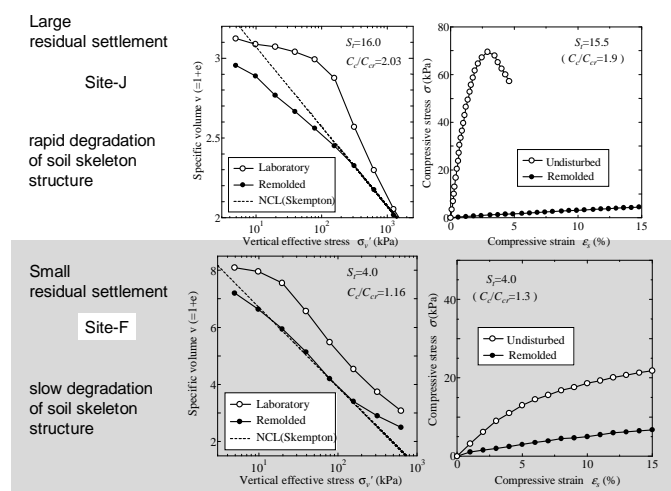 Large
residual settlement
Site-J
rapid degradation
of soil skeleton
structure
Specific volume v (=1+e)
3
2.5
2
S_t=16.0
C_c/C_cr=2.03
Laboratory
Remolded
NCL(Skempton)
10^1 10^2 10^3
Vertical effective stress σ_v' (kPa)
Compressive stress σ (kPa)
80
60
40
20
0
S_t=15.5
( C_c/C_cr=1.9 )
Undisturbed
Remolded
0 5 10 15
Compressive strain ε_s (%)
Small
residual settlement
Site-F
slow degradation
of soil skeleton
structure
Specific volume v (=1+e)
8
6
4
2
S_t=4.0
C_c/C_cr=1.16
Laboratory
Remolded
NCL(Skempton)
10^1 10^2 10^3
Vertical effective stress σ_v' (kPa)
Compressive stress σ (kPa)
40
20
0
S_t=4.0
( C_c/C_cr=1.3 )
Undisturbed
Remolded
0 5 10 15
Compressive strain ε_s (%)